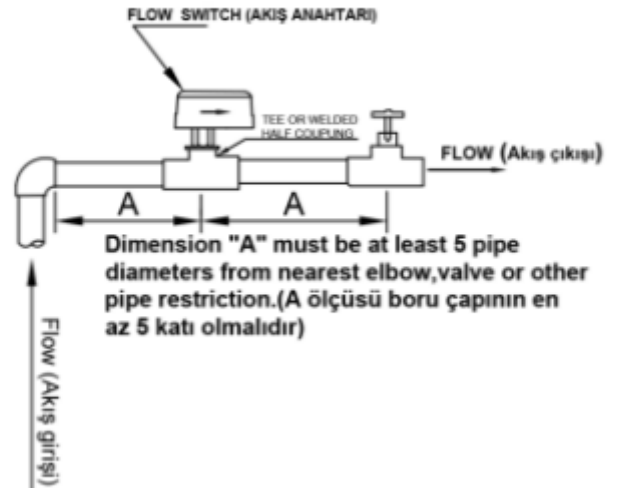 FLOW SWITCH (AKIŞ ANAHTARI)
TEE OR WELDED
HALF COUPUNG
FLOW (Akış çıkışı)
A
A
Dimension "A" must be at least 5 pipe
diameters from nearest elbow,valve or other
pipe restriction.(A ölçüsü boru çapının en
az 5 katı olmalıdır)
Flow (Akış girişi)